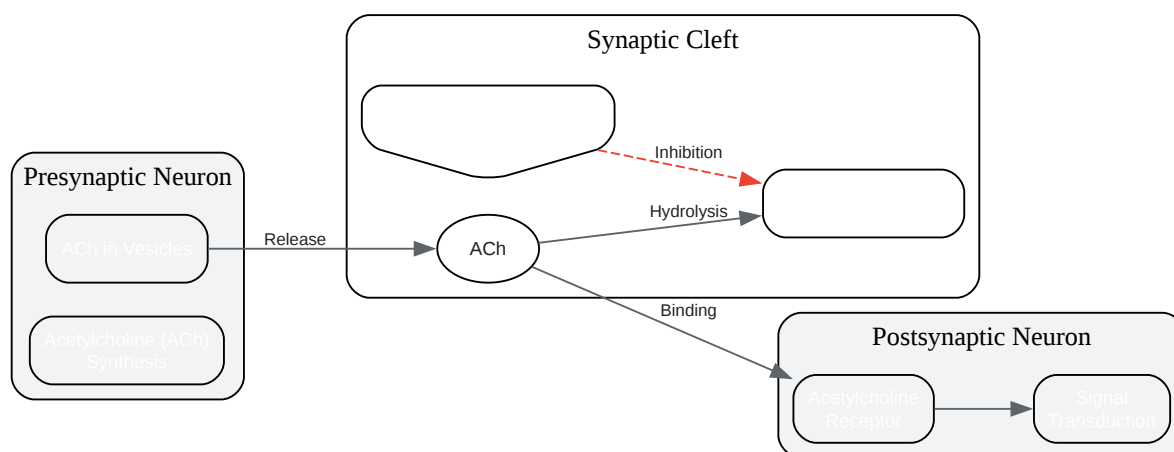 Synaptic Cleft
Inhibition
Presynaptic Neuron
Hydrolysis
ACh in Vesicles
Release
ACh
Binding
Acetylcholine (ACh)
Synthesis
Postsynaptic Neuron
Acetylcholine
Receptor
Signal
Transduction